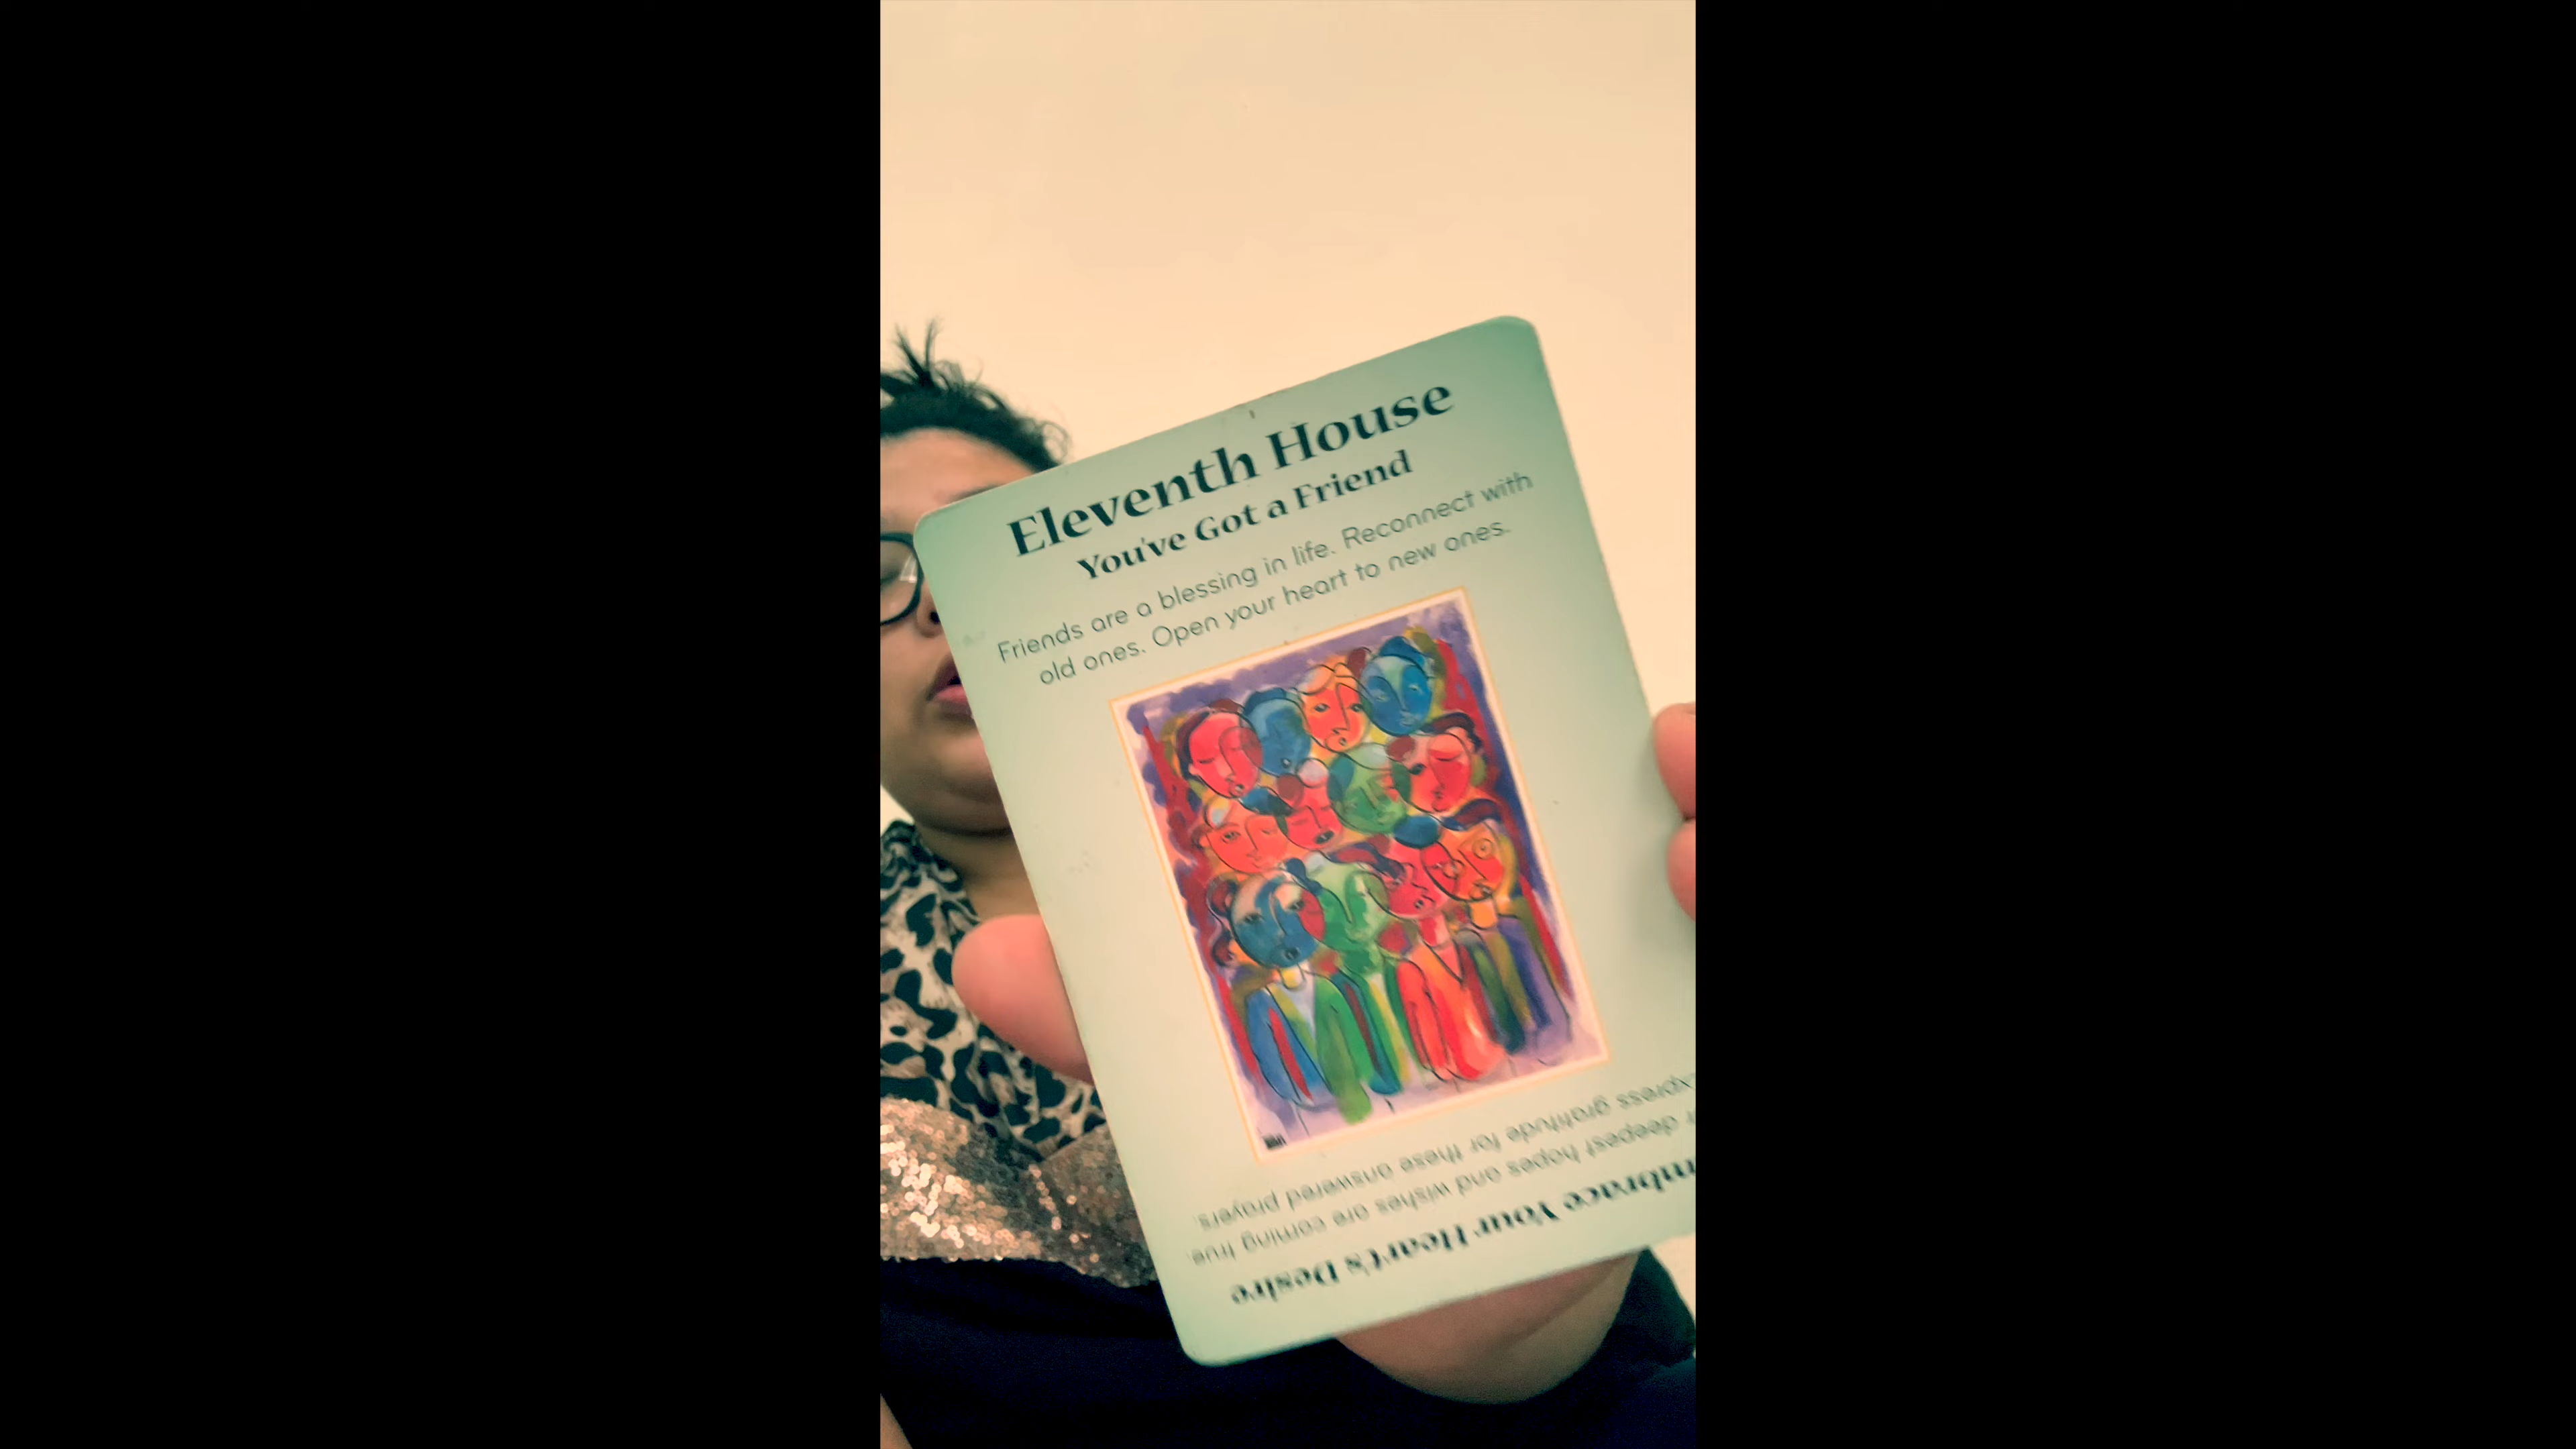 Eleventh House
You've Got a Friend
Friends are a blessing in life. Reconnect with
old ones. Open your heart to new ones.
Your Heart's Desire
deepest hopes and wishes are coming true.
gratitude for these answered prayers.